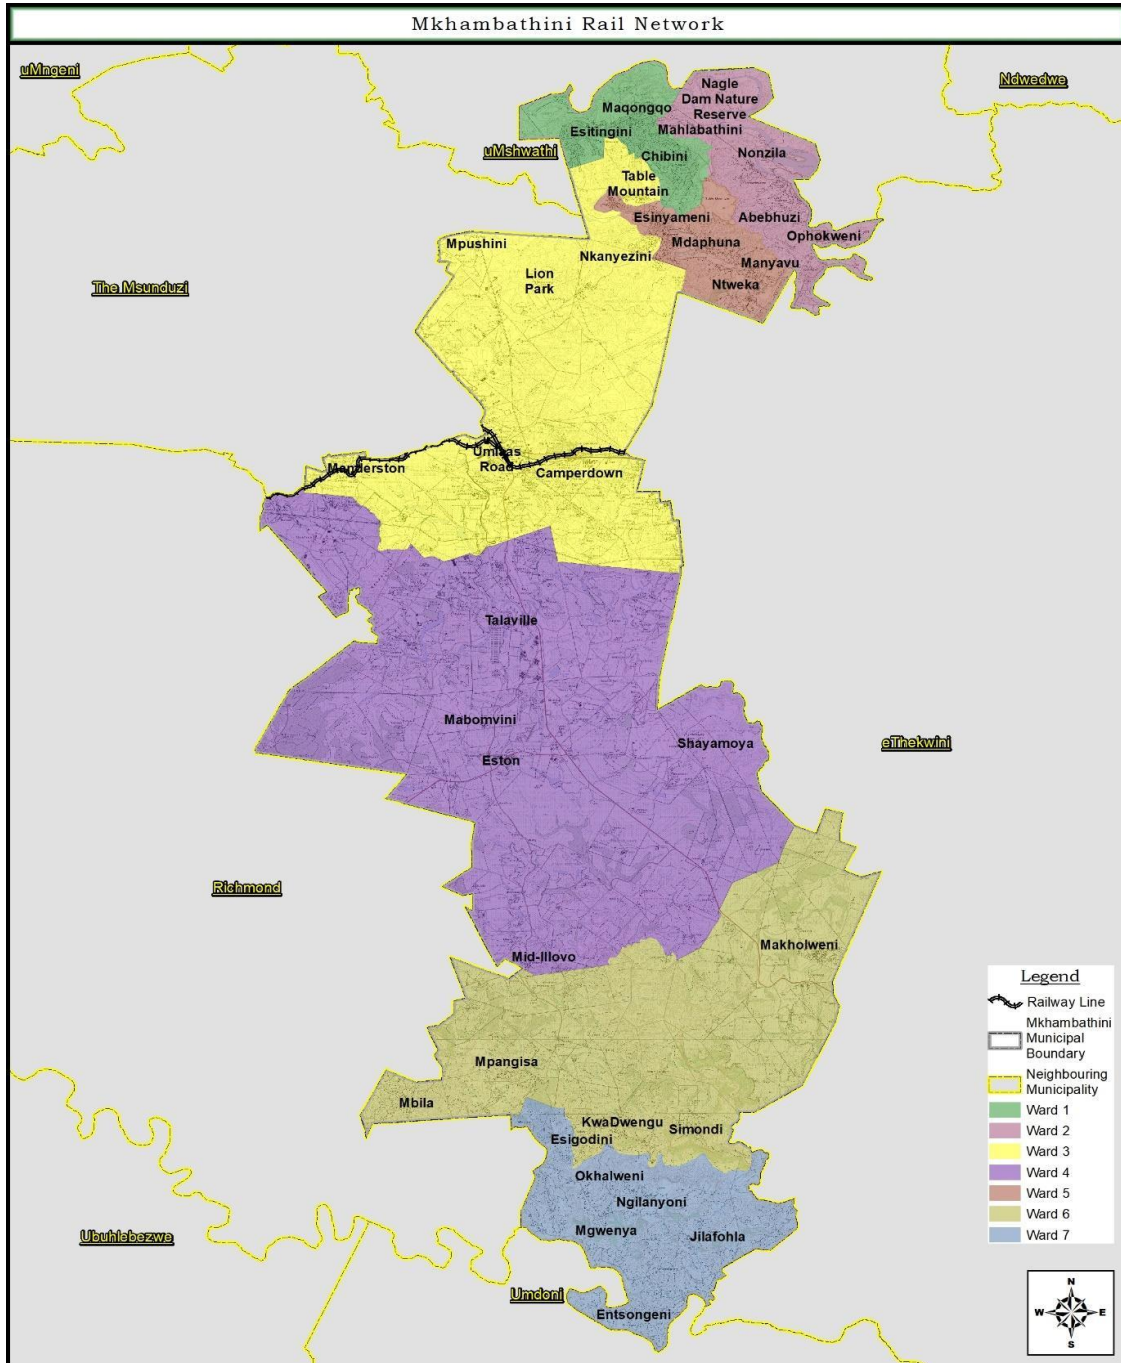 Mkhambathini Rail Network
uMngeni
Ndwedwe
Nagle
Dam Nature
Reserve
Maqongqo
Mahlabathini
Esitingini
uMshwathi
Chibini
Nonzila
Table
Mountain
Esinyameni
Abebhuzi
Ophokweni
Mpushini
Mdaphuna
Nkanyezini
Manyavu
Lion
Park
Ntweka
The Msunduzi
Umlaas
Road
Manderston
Camperdown
Talaville
Mabomvini
Shayamoya
eThekwini
Eston
Richmond
Makholweni
Mid-Illovo
Mpangisa
Mbila
KwaDwengu
Simondi
Esigodini
Okhalweni
Ngilanyoni
Mgwenya
Jilafohla
Ubuhlebezwe
Umdoni
Entsongeni
Legend
Railway Line
Mkhambathini
Municipal
Boundary
Neighbouring
Municipality
Ward 1
Ward 2
Ward 3
Ward 4
Ward 5
Ward 6
Ward 7
N
W E
S